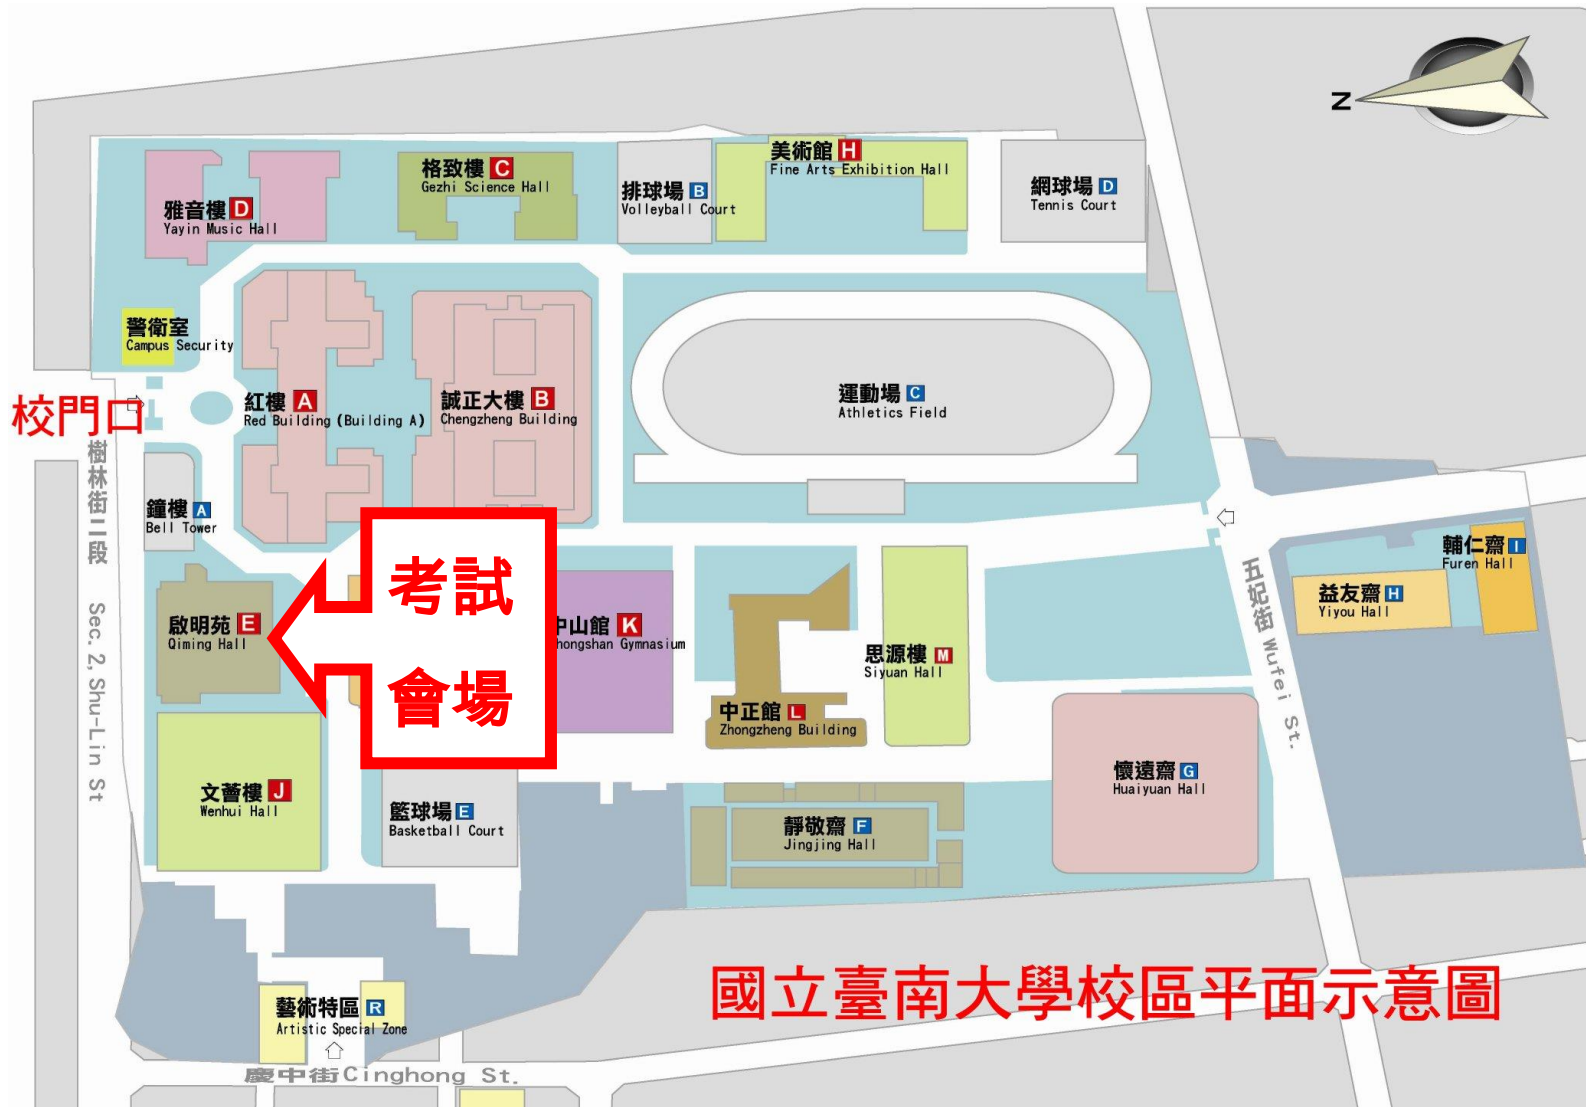 N
美術館 H
Fine Arts Exhibition Hall
格致樓 C
Gezhi Science Hall
排球場 B
Volleyball Court
網球場 D
Tennis Court
雅音樓 D
Yayin Music Hall
警衛室
Campus Security
校門口
紅樓 A
Red Building (Building A)
誠正大樓 B
Chengzheng Building
運動場 C
Athletics Field
樹林街二段 Sec. 2, Shu-Lin St
鐘樓 A
Bell Tower
考試
會場
啟明苑 E
Qiming Hall
中山館 K
hongshan Gymnasium
思源樓 M
Siyuan Hall
中正館 L
Zhongzheng Building
五妃街 Wufei St.
益友齋 H
Yiyou Hall
輔仁齋 I
Furen Hall
文薈樓 J
Wenhui Hall
籃球場 E
Basketball Court
靜敬齋 F
Jingjing Hall
懷遠齋 G
Huaiyuan Hall
國立臺南大學校區平面示意圖
藝術特區 R
Artistic Special Zone
慶中街 Cinghong St.